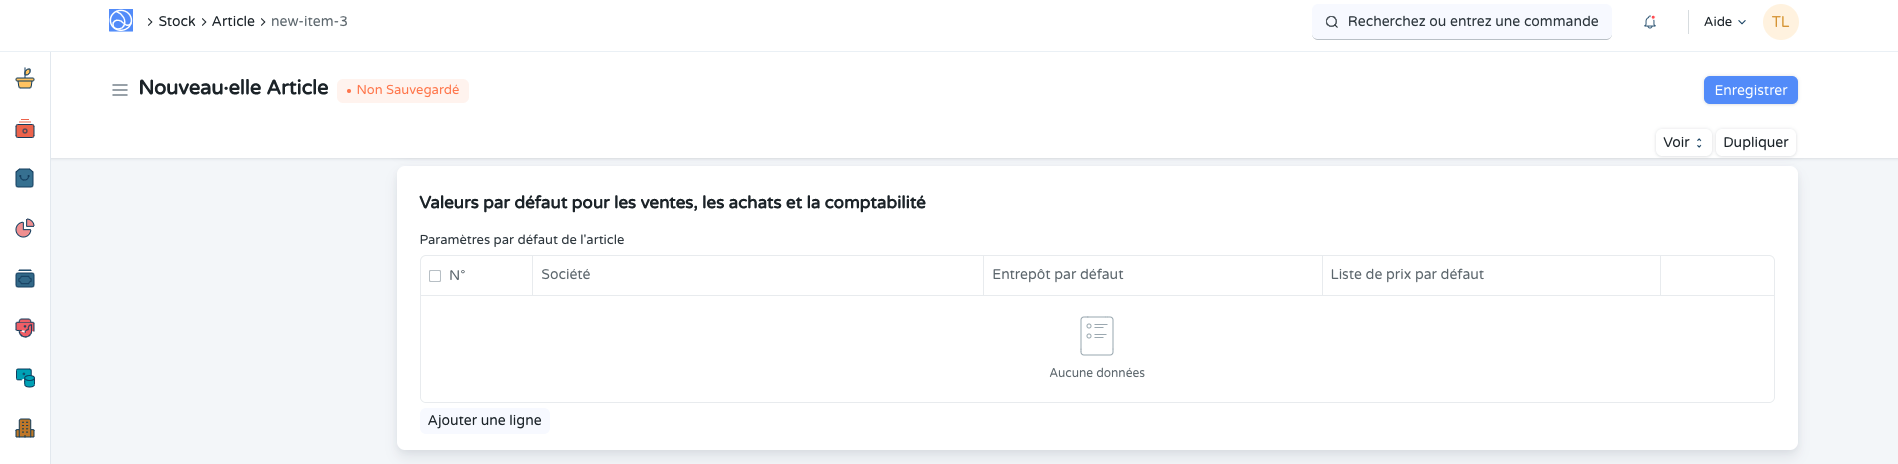 Stock Article new-item-3
Recherchez ou entrez une commande
Aide
TL
Nouveau·elle Article
Non Sauvegardé
Enregistrer
Voir
Dupliquer
Valeurs par défaut pour les ventes, les achats et la comptabilité
Paramètres par défaut de l'article
N° Société Entrepôt par défaut Liste de prix par défaut
Aucune données
Ajouter une ligne